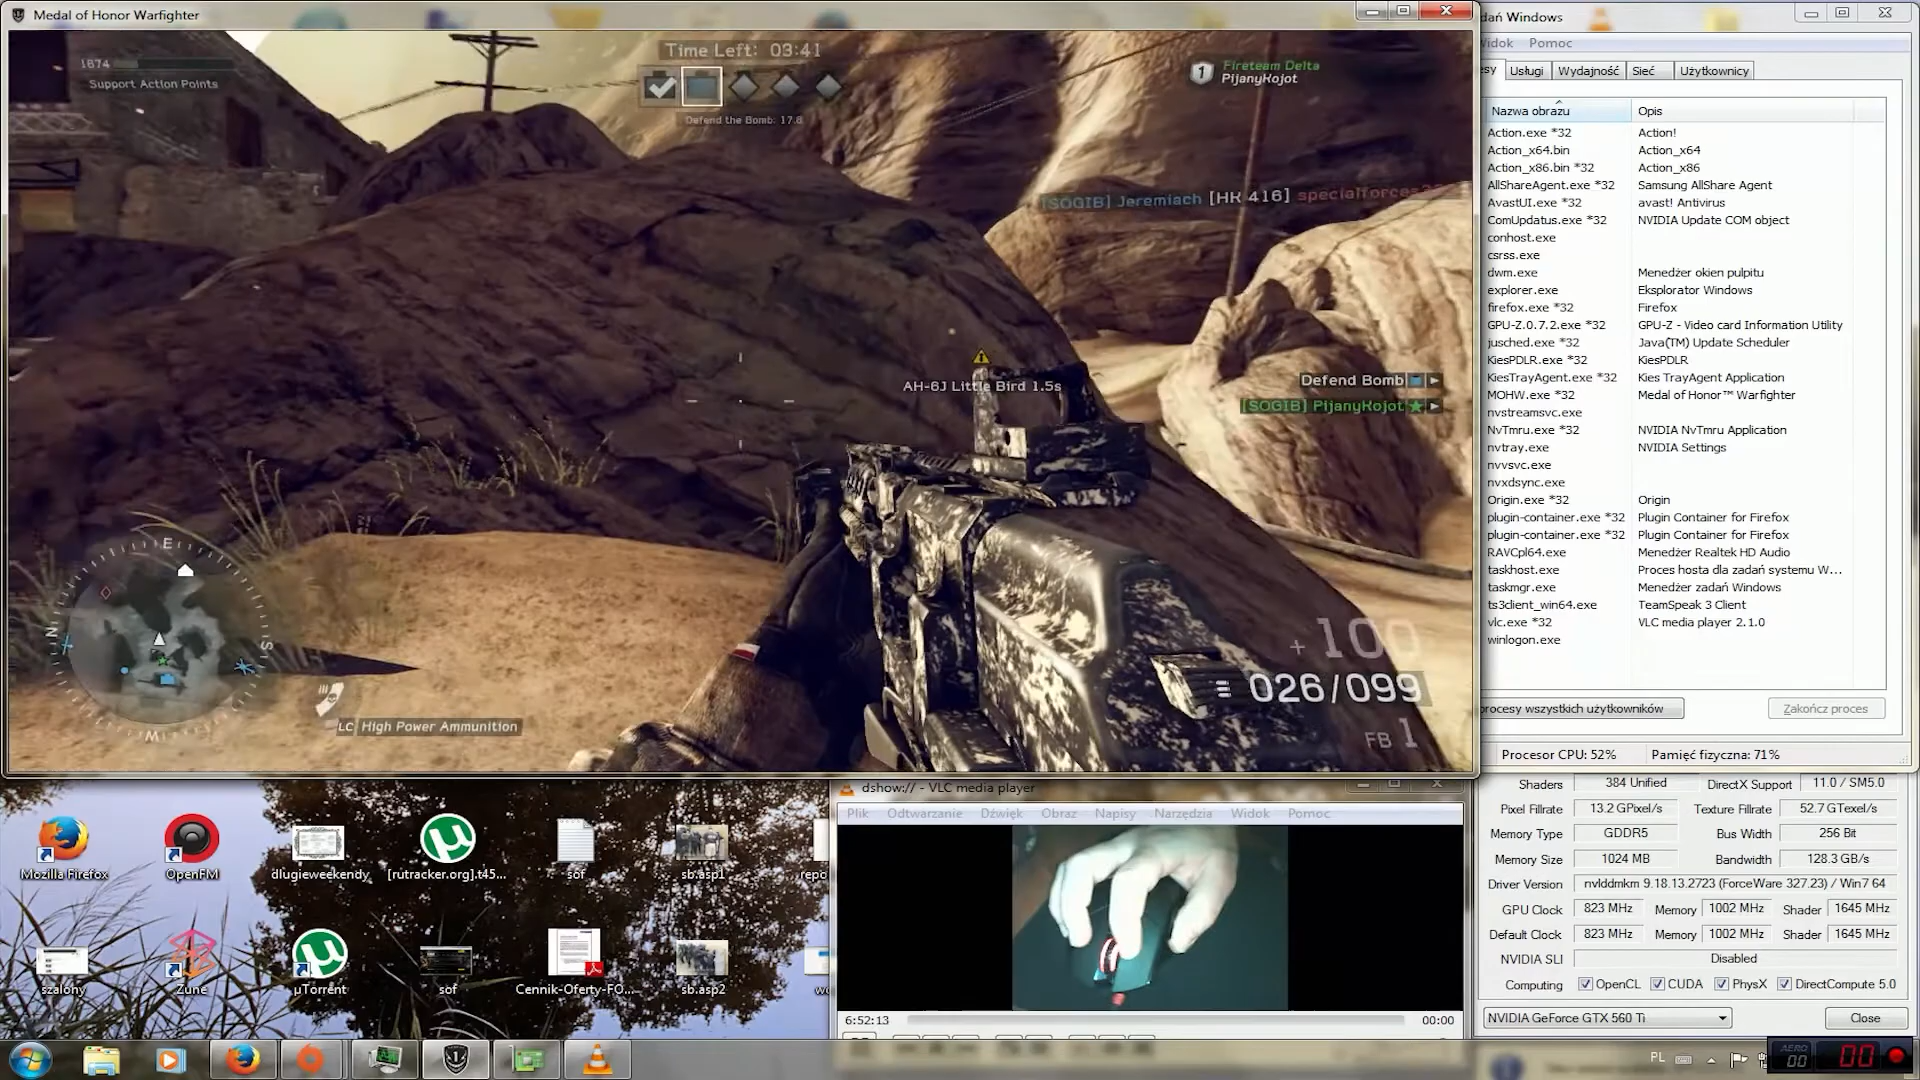 Medal of Honor Warfighter
1874
Support Action Points
Time Left: 03:41
Defend the Bomb: 17.8
1
Fireteam Delta
PijanyKojot
[SOGIB] Jeremiach [HK 416]
AH-6J Little Bird 1.5s
Defend Bomb
[SOGIB] PijanyKojot
E
N
S
LC High Power Ammunition
+100
026/099
FB 1
dań Windows
Widok Pomoc
Usługi Wydajność Sieć Użytkownicy
Nazwa obrazu Opis
Action.exe *32 Action!
Action_x64.bin Action_x64
Action_x86.bin *32 Action_x86
AllShareAgent.exe *32 Samsung AllShare Agent
AvastUI.exe *32 avast! Antivirus
ComUpdatus.exe *32 NVIDIA Update COM object
conhost.exe
csrss.exe
dwm.exe Menedżer okien pulpitu
explorer.exe Eksplorator Windows
firefox.exe *32 Firefox
GPU-Z.0.7.2.exe *32 GPU-Z - Video card Information Utility
jusched.exe *32 Java(TM) Update Scheduler
KiesPDLR.exe *32 KiesPDLR
KiesTrayAgent.exe *32 Kies TrayAgent Application
MOHW.exe *32 Medal of Honor™ Warfighter
nvstreamsvc.exe
NvTmru.exe *32 NVIDIA NvTmru Application
nvtray.exe NVIDIA Settings
nvvsvc.exe
nvxdsync.exe
Origin.exe *32 Origin
plugin-container.exe *32 Plugin Container for Firefox
plugin-container.exe *32 Plugin Container for Firefox
RAVCpl64.exe Menedżer Realtek HD Audio
taskhost.exe Proces hosta dla zadań systemu W...
taskmgr.exe Menedżer zadań Windows
ts3client_win64.exe TeamSpeak 3 Client
vlc.exe *32 VLC media player 2.1.0
winlogon.exe
procesy wszystkich użytkowników Zakończ proces
Procesor CPU: 52% Pamięć fizyczna: 71%
Shaders 384 Unified DirectX Support 11.0 / SM5.0
Pixel Fillrate 13.2 GPixel/s Texture Fillrate 52.7 GTexel/s
Memory Type GDDR5 Bus Width 256 Bit
Memory Size 1024 MB Bandwidth 128.3 GB/s
Driver Version nvlddmkm 9.18.13.2723 (ForceWare 327.23) / Win7 64
GPU Clock 823 MHz Memory 1002 MHz Shader 1645 MHz
Default Clock 823 MHz Memory 1002 MHz Shader 1645 MHz
NVIDIA SLI Disabled
Computing OpenCL CUDA PhysX DirectCompute 5.0
NVIDIA GeForce GTX 560 Ti Close
dshow:// - VLC media player
Plik Odtwarzanie Dźwięk Obraz Napisy Narzędzia Widok Pomoc
6:52:13 00:00
Mozilla Firefox OpenFM dlugieweekendy [rutracker.org].t45... sof sb.asp1 repo
szalony Zune µTorrent sof Cennik-Oferty-FO... sb.asp2
PL
AERO
00 00